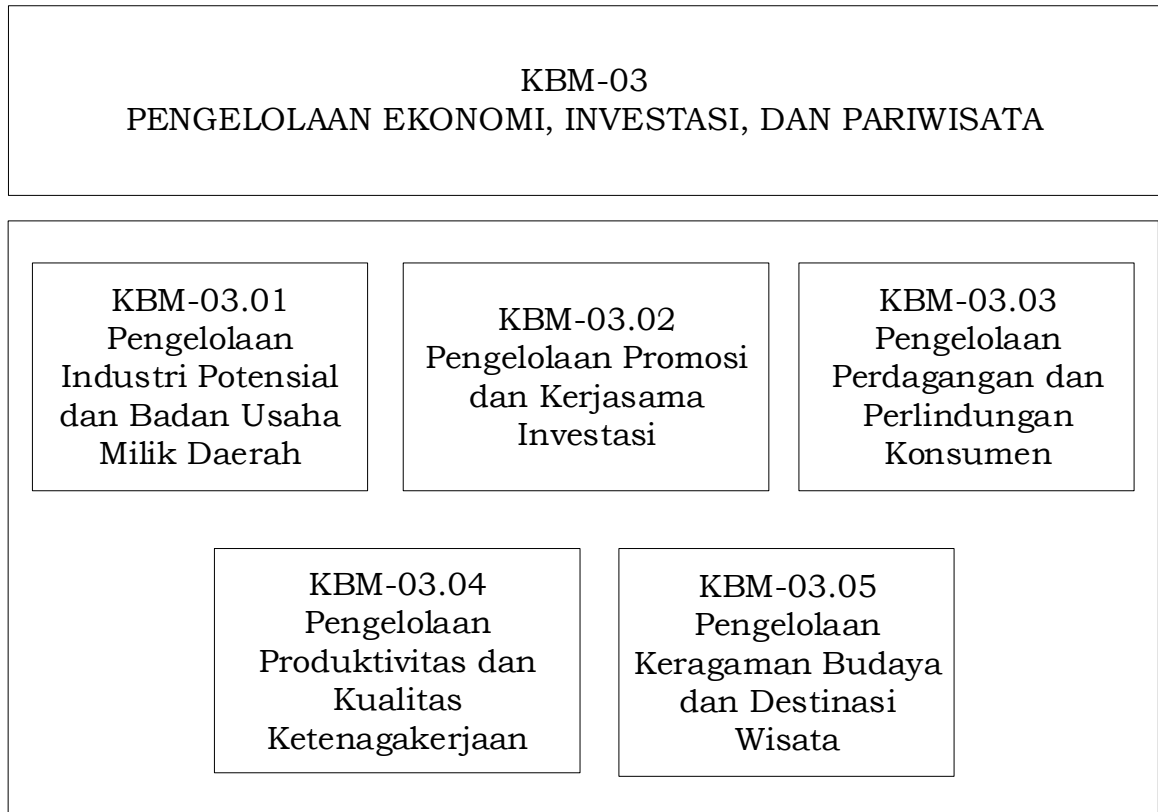 KBM-03
PENGELOLAAN EKONOMI, INVESTASI, DAN PARIWISATA
KBM-03.01
Pengelolaan
Industri Potensial
dan Badan Usaha
Milik Daerah
KBM-03.02
Pengelolaan Promosi
dan Kerjasama
Investasi
KBM-03.03
Pengelolaan
Perdagangan dan
Perlindungan
Konsumen
KBM-03.04
Pengelolaan
Produktivitas dan
Kualitas
Ketenagakerjaan
KBM-03.05
Pengelolaan
Keragaman Budaya
dan Destinasi
Wisata